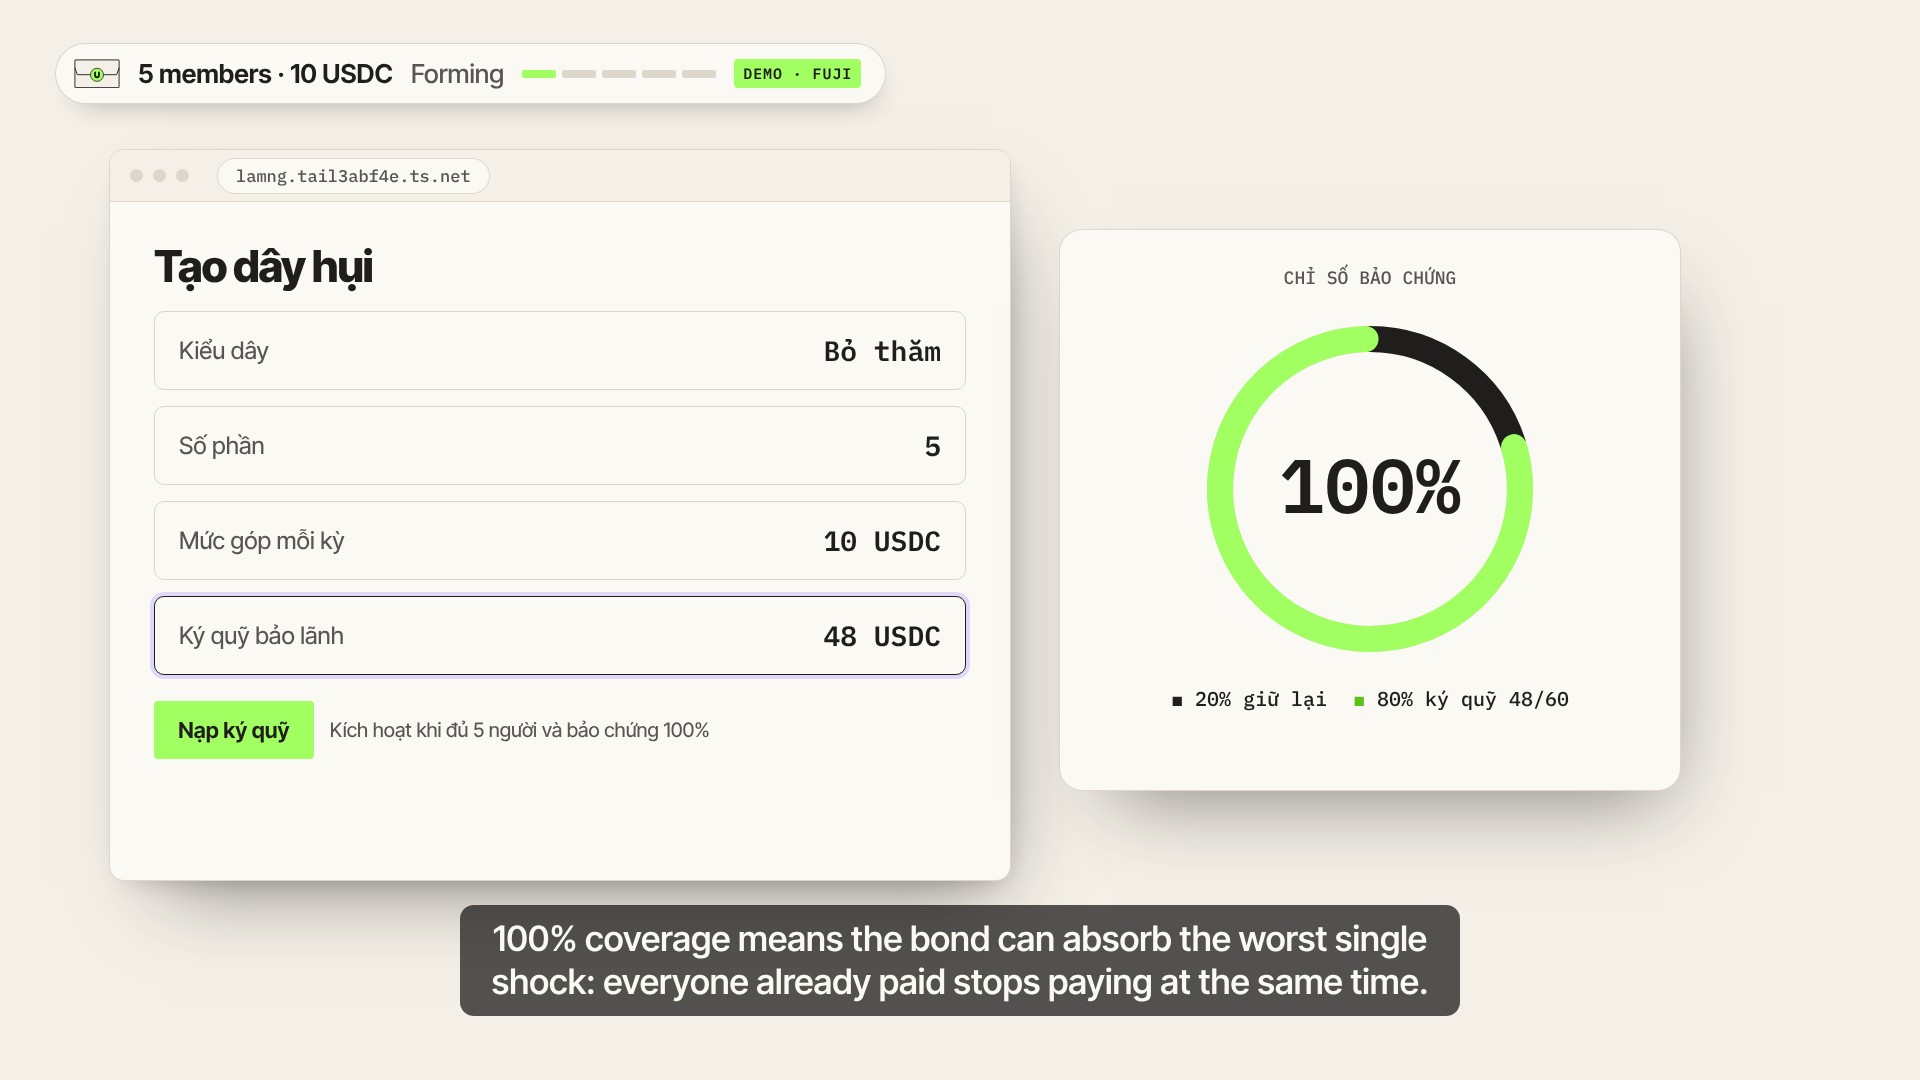 5 members · 10 USDC Forming DEMO · FUJI
lamng.tail3abf4e.ts.net
Tạo dây hụi
Kiểu dây Bỏ thăm
Số phần 5
Mức góp mỗi kỳ 10 USDC
Ký quỹ bảo lãnh 48 USDC
Nạp ký quỹ Kích hoạt khi đủ 5 người và bảo chứng 100%
CHỈ SỐ BẢO CHỨNG
100%
20% giữ lại 80% ký quỹ 48/60
100% coverage means the bond can absorb the worst single
shock: everyone already paid stops paying at the same time.